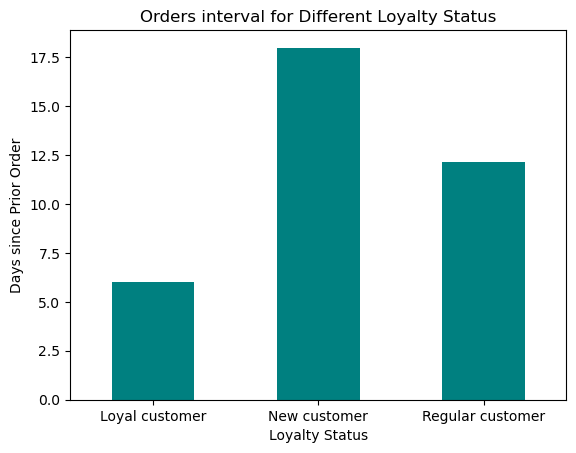 Orders interval for Different Loyalty Status
Days since Prior Order
17.5
15.0
12.5
10.0
7.5
5.0
2.5
0.0
Loyal customer
New customer
Regular customer
Loyalty Status